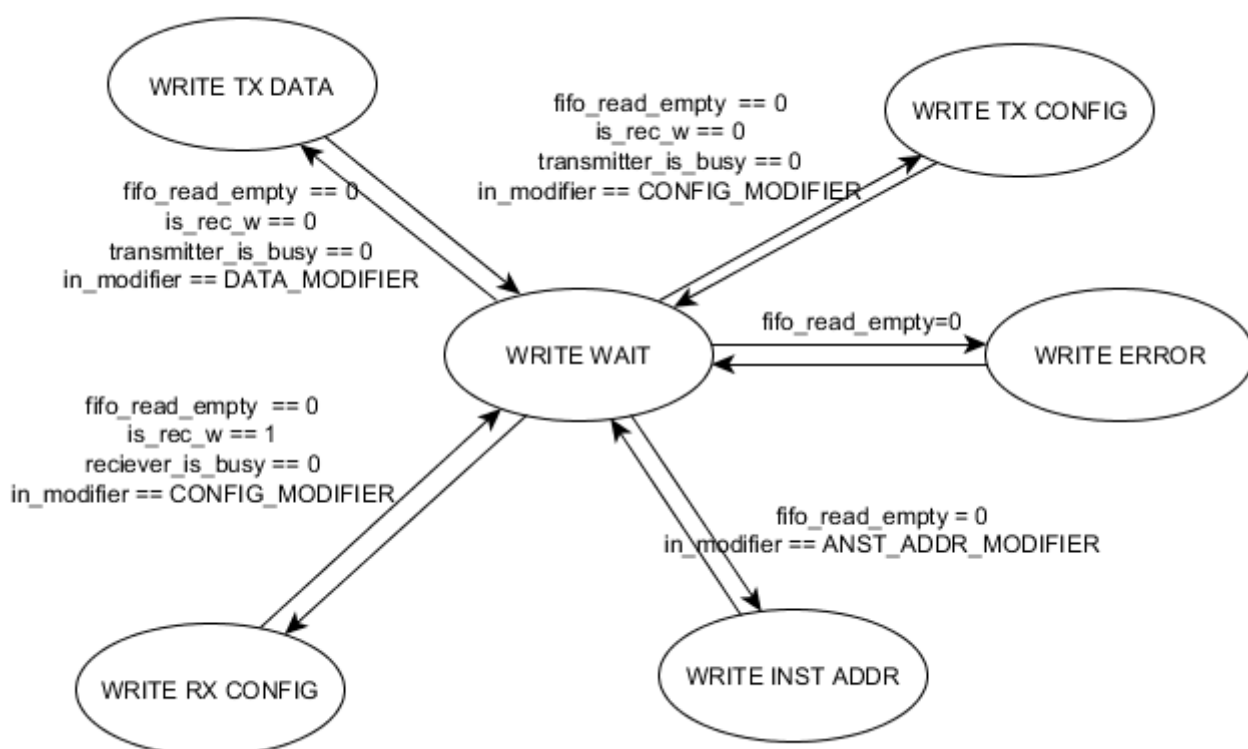 WRITE TX DATA
WRITE TX CONFIG
fifo_read_empty == 0
is_rec_w == 0
transmitter_is_busy == 0
in_modifier == CONFIG_MODIFIER
fifo_read_empty == 0
is_rec_w == 0
transmitter_is_busy == 0
in_modifier == DATA_MODIFIER
WRITE WAIT
fifo_read_empty=0
WRITE ERROR
fifo_read_empty == 0
is_rec_w == 1
reciever_is_busy == 0
in_modifier == CONFIG_MODIFIER
fifo_read_empty = 0
in_modifier == ANST_ADDR_MODIFIER
WRITE RX CONFIG
WRITE INST ADDR